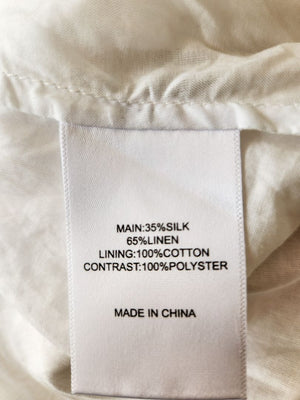 MAIN:35%SILK
65%LINEN
LINING:100%COTTON
CONTRAST:100%POLYSTER
MADE IN CHINA